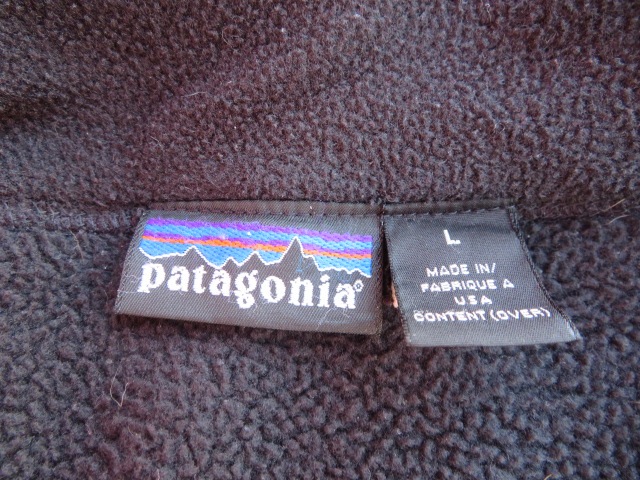 patagonia®
L
MADE IN/
FABRIQUE A
USA
CONTENT (OVER)